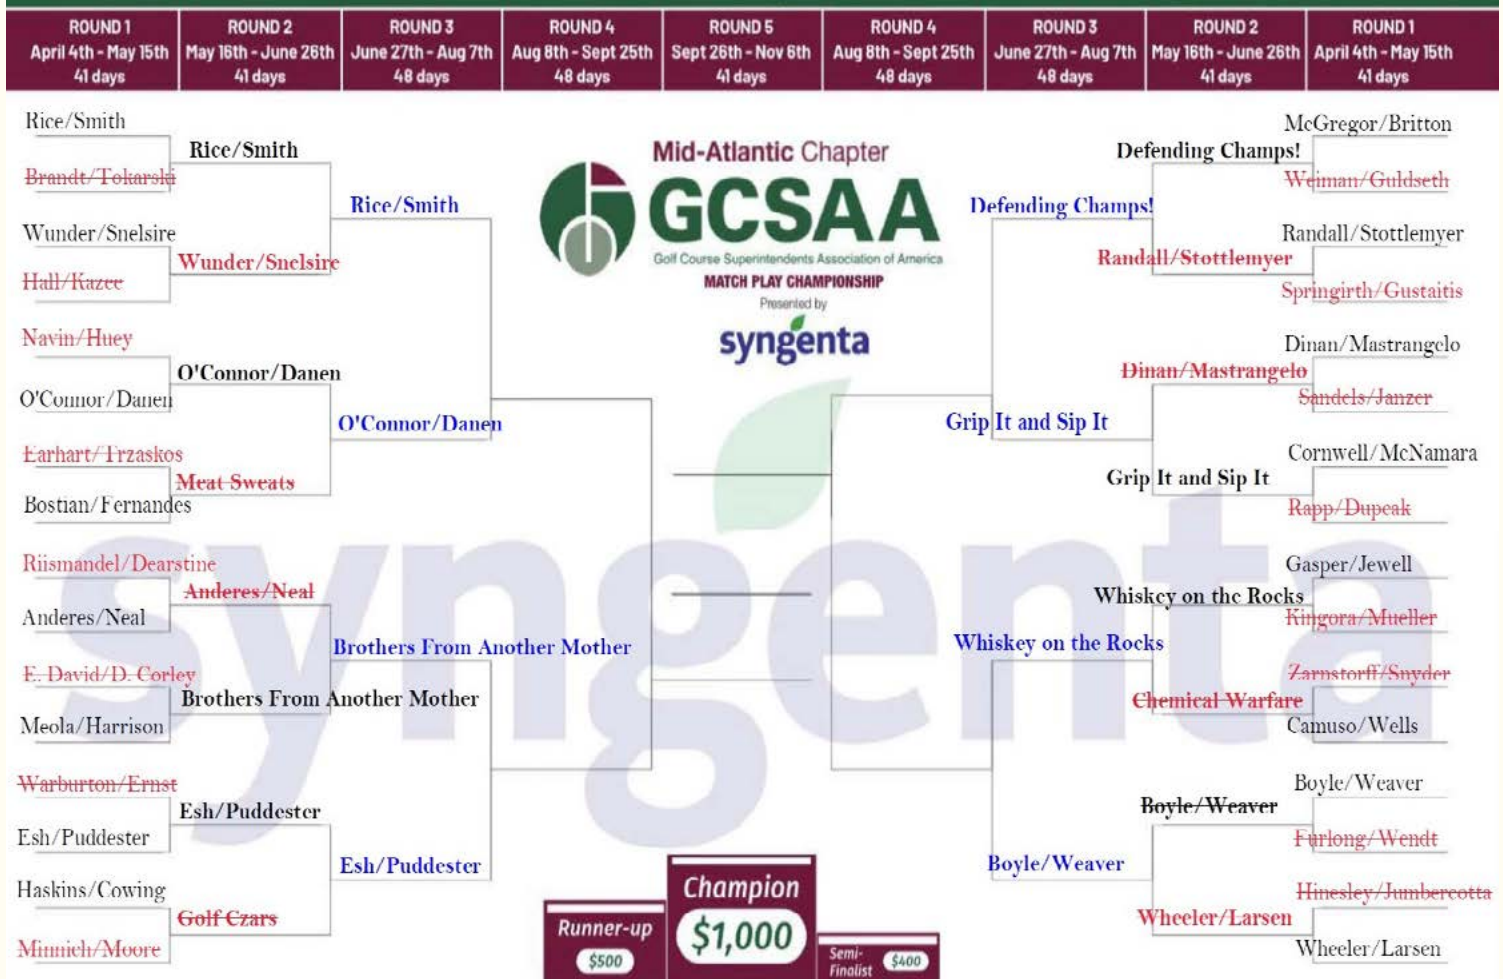 ROUND 1
April 4th - May 15th
41 days
ROUND 2
May 16th - June 26th
41 days
ROUND 3
June 27th - Aug 7th
48 days
ROUND 4
Aug 8th - Sept 25th
48 days
ROUND 5
Sept 26th - Nov 6th
41 days
ROUND 4
Aug 8th - Sept 25th
48 days
ROUND 3
June 27th - Aug 7th
48 days
ROUND 2
May 16th - June 26th
41 days
ROUND 1
April 4th - May 15th
41 days
Rice/Smith
Brandt/Tokarski
Wunder/Snelsire
Hall/Kazee
Navin/Huey
O'Connor/Danen
Earhart/Trzaskos
Bostian/Fernandes
Riismandel/Dearstine
Anderes/Neal
E. David/D. Corley
Meola/Harrison
Warburton/Ernst
Esh/Puddester
Haskins/Cowing
Minnich/Moore
Rice/Smith
Wunder/Snelsire
O'Connor/Danen
Meat Sweats
Anderes/Neal
Brothers From Another Mother
Esh/Puddester
Golf Czars
Rice/Smith
O'Connor/Danen
Brothers From Another Mother
Esh/Puddester
Mid-Atlantic Chapter
GCSAA
Golf Course Superintendents Association of America
MATCH PLAY CHAMPIONSHIP
Presented by
syngenta
syngenta
Defending Champs!
Grip It and Sip It
Whiskey on the Rocks
Boyle/Weaver
Defending Champs!
Randall/Stottlemyer
Dinan/Mastrangelo
Grip It and Sip It
Whiskey on the Rocks
Chemical Warfare
Boyle/Weaver
Wheeler/Larsen
McGregor/Britton
Weiman/Guldseth
Randall/Stottlemyer
Springirth/Gustaitis
Dinan/Mastrangelo
Sandels/Janzer
Cornwell/McNamara
Rapp/Dupcak
Gasper/Jewell
Kingora/Mueller
Zarnstorff/Snyder
Camuso/Wells
Boyle/Weaver
Furlong/Wendt
Hinesley/Jumbercotta
Wheeler/Larsen
Runner-up
$500
Champion
$1,000
Semi-
Finalist
$400